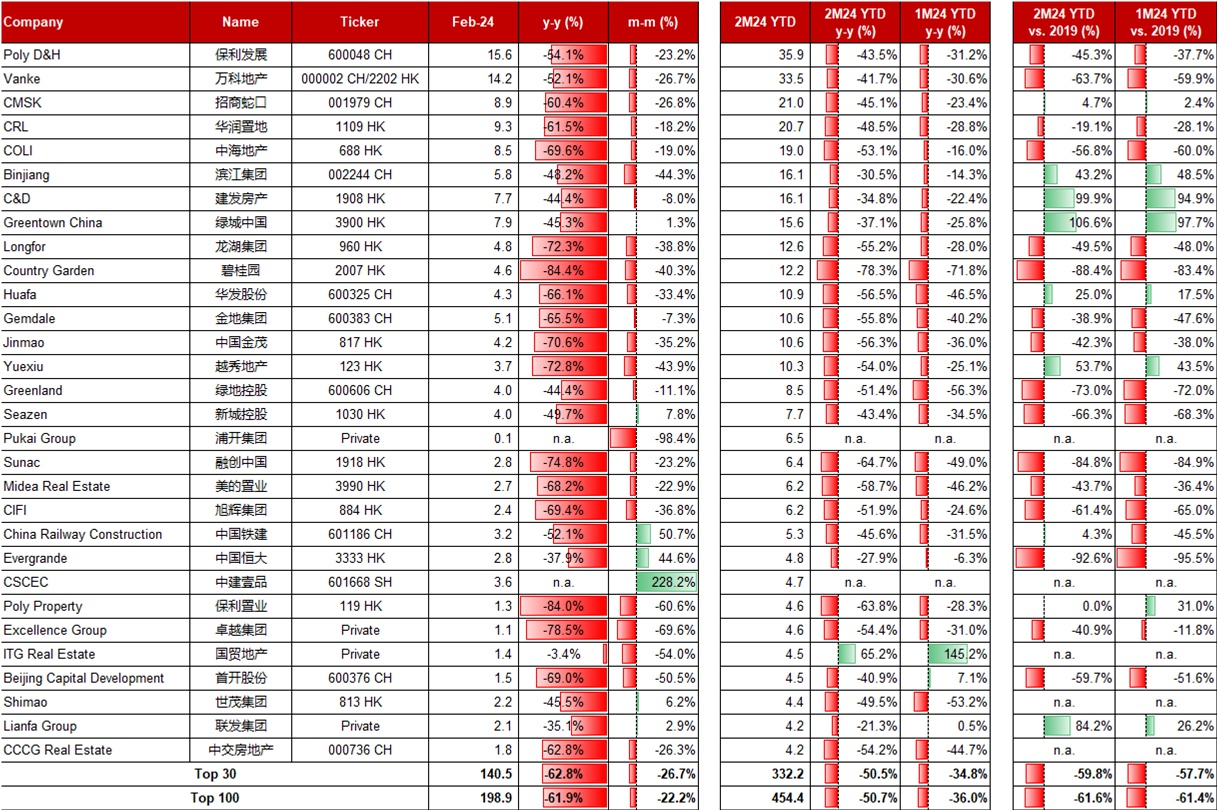 Company Name Ticker Feb-24 y-y (%) m-m (%) 2M24 YTD 2M24 YTD y-y (%) 1M24 YTD y-y (%) 2M24 YTD vs. 2019 (%) 1M24 YTD vs. 2019 (%)
Poly D&H 保利发展 600048 CH 15.6 -54.1% -23.2% 35.9 -43.5% -31.2% -45.3% -37.7%
Vanke 万科地产 000002 CH/2202 HK 14.2 -52.1% -26.7% 33.5 -41.7% -30.6% -63.7% -59.9%
CMSK 招商蛇口 001979 CH 8.9 -60.4% -26.8% 21.0 -45.1% -23.4% 4.7% 2.4%
CRL 华润置地 1109 HK 9.3 -61.5% -18.2% 20.7 -48.5% -28.8% -19.1% -28.1%
COLI 中海地产 688 HK 8.5 -69.6% -19.0% 19.0 -53.1% -16.0% -56.8% -60.0%
Binjiang 滨江集团 002244 CH 5.8 -48.2% -44.3% 16.1 -30.5% -14.3% 43.2% 48.5%
C&D 建发房产 1908 HK 7.7 -44.4% -8.0% 16.1 -34.8% -22.4% 99.9% 94.9%
Greentown China 绿城中国 3900 HK 7.9 -45.3% 1.3% 15.6 -37.1% -25.8% 106.6% 97.7%
Longfor 龙湖集团 960 HK 4.8 -72.3% -38.8% 12.6 -55.2% -28.0% -49.5% -48.0%
Country Garden 碧桂园 2007 HK 4.6 -84.4% -40.3% 12.2 -78.3% -71.8% -88.4% -83.4%
Huafa 华发股份 600325 CH 4.3 -66.1% -33.4% 10.9 -56.5% -46.5% 25.0% 17.5%
Gemdale 金地集团 600383 CH 5.1 -65.5% -7.3% 10.6 -55.8% -40.2% -38.9% -47.6%
Jinmao 中国金茂 817 HK 4.2 -70.6% -35.2% 10.6 -56.3% -36.0% -42.3% -38.0%
Yuexiu 越秀地产 123 HK 3.7 -72.8% -43.9% 10.3 -54.0% -25.1% 53.7% 43.5%
Greenland 绿地控股 600606 CH 4.0 -44.4% -11.1% 8.5 -51.4% -56.3% -73.0% -72.0%
Seazen 新城控股 1030 HK 4.0 -49.7% 7.8% 7.7 -43.4% -34.5% -66.3% -68.3%
Pukai Group 浦开集团 Private 0.1 n.a. -98.4% 6.5 n.a. n.a. n.a. n.a.
Sunac 融创中国 1918 HK 2.8 -74.8% -23.2% 6.4 -64.7% -49.0% -84.8% -84.9%
Midea Real Estate 美的置业 3990 HK 2.7 -68.2% -22.9% 6.2 -58.7% -46.2% -43.7% -36.4%
CIFI 旭辉集团 884 HK 2.4 -69.4% -36.8% 6.2 -51.9% -24.6% -61.4% -65.0%
China Railway Construction 中国铁建 601186 CH 3.2 -52.1% 50.7% 5.3 -45.6% -31.5% 4.3% -45.5%
Evergrande 中国恒大 3333 HK 2.8 -37.9% 44.6% 4.8 -27.9% -6.3% -92.6% -95.5%
CSCEC 中建壹品 601668 SH 3.6 n.a. 228.2% 4.7 n.a. n.a. n.a. n.a.
Poly Property 保利置业 119 HK 1.3 -84.0% -60.6% 4.6 -63.8% -28.3% 0.0% 31.0%
Excellence Group 卓越集团 Private 1.1 -78.5% -69.6% 4.6 -54.4% -31.0% -40.9% -11.8%
ITG Real Estate 国贸地产 Private 1.4 -3.4% -54.0% 4.5 65.2% 145.2% n.a. n.a.
Beijing Capital Development 首开股份 600376 CH 1.5 -69.0% -50.5% 4.5 -40.9% 7.1% -59.7% -51.6%
Shimao 世茂集团 813 HK 2.2 -45.5% 6.2% 4.4 -49.5% -53.2% n.a. n.a.
Lianfa Group 联发集团 Private 2.1 -35.1% 2.9% 4.2 -21.3% 0.5% 84.2% 26.2%
CCCG Real Estate 中交房地产 000736 CH 1.8 -62.8% -26.3% 4.2 -54.2% -44.7% n.a. n.a.
Top 30 140.5 -62.8% -26.7% 332.2 -50.5% -34.8% -59.8% -57.7%
Top 100 198.9 -61.9% -22.2% 454.4 -50.7% -36.0% -61.6% -61.4%